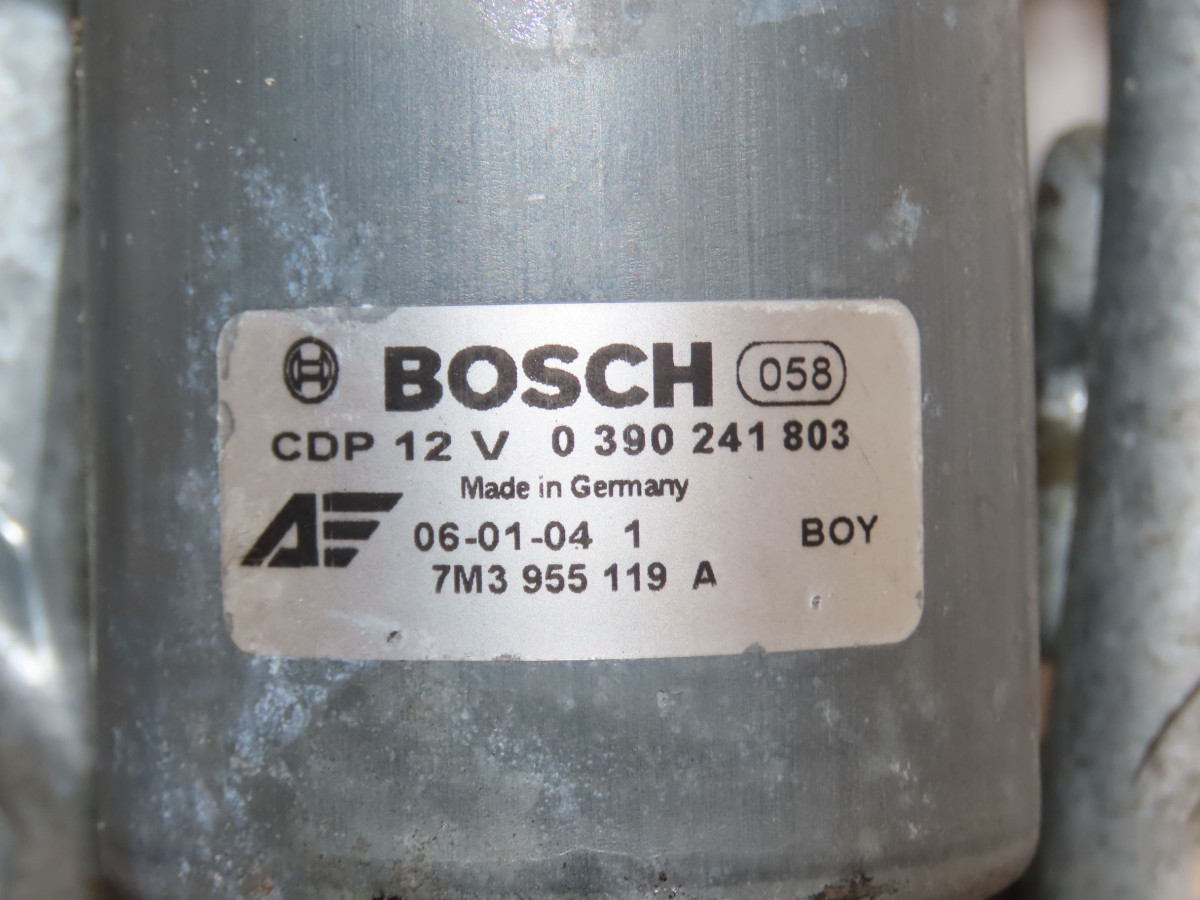 BOSCH 058
CDP 12 V 0 390 241 803
Made in Germany
AF 06-01-04 1 BOY
7M3 955 119 A